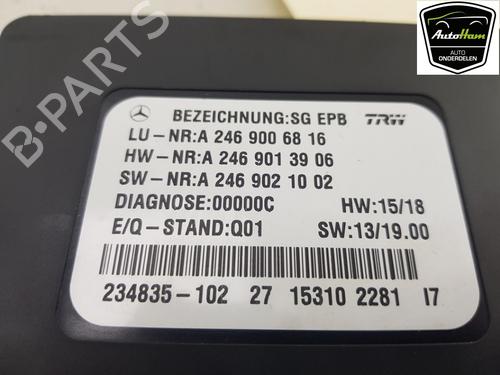 AutoHam
AUTO
ONDERDELEN
BEZEICHNUNG:SG EPB TRW
LU-NR:A 246 900 68 16
HW-NR:A 246 901 39 06
SW-NR:A 246 902 10 02
DIAGNOSE:00000C HW:15/18
E/Q-STAND:Q01 SW:13/19.00
234835-102 27 15310 2281 I7
B-PARTS